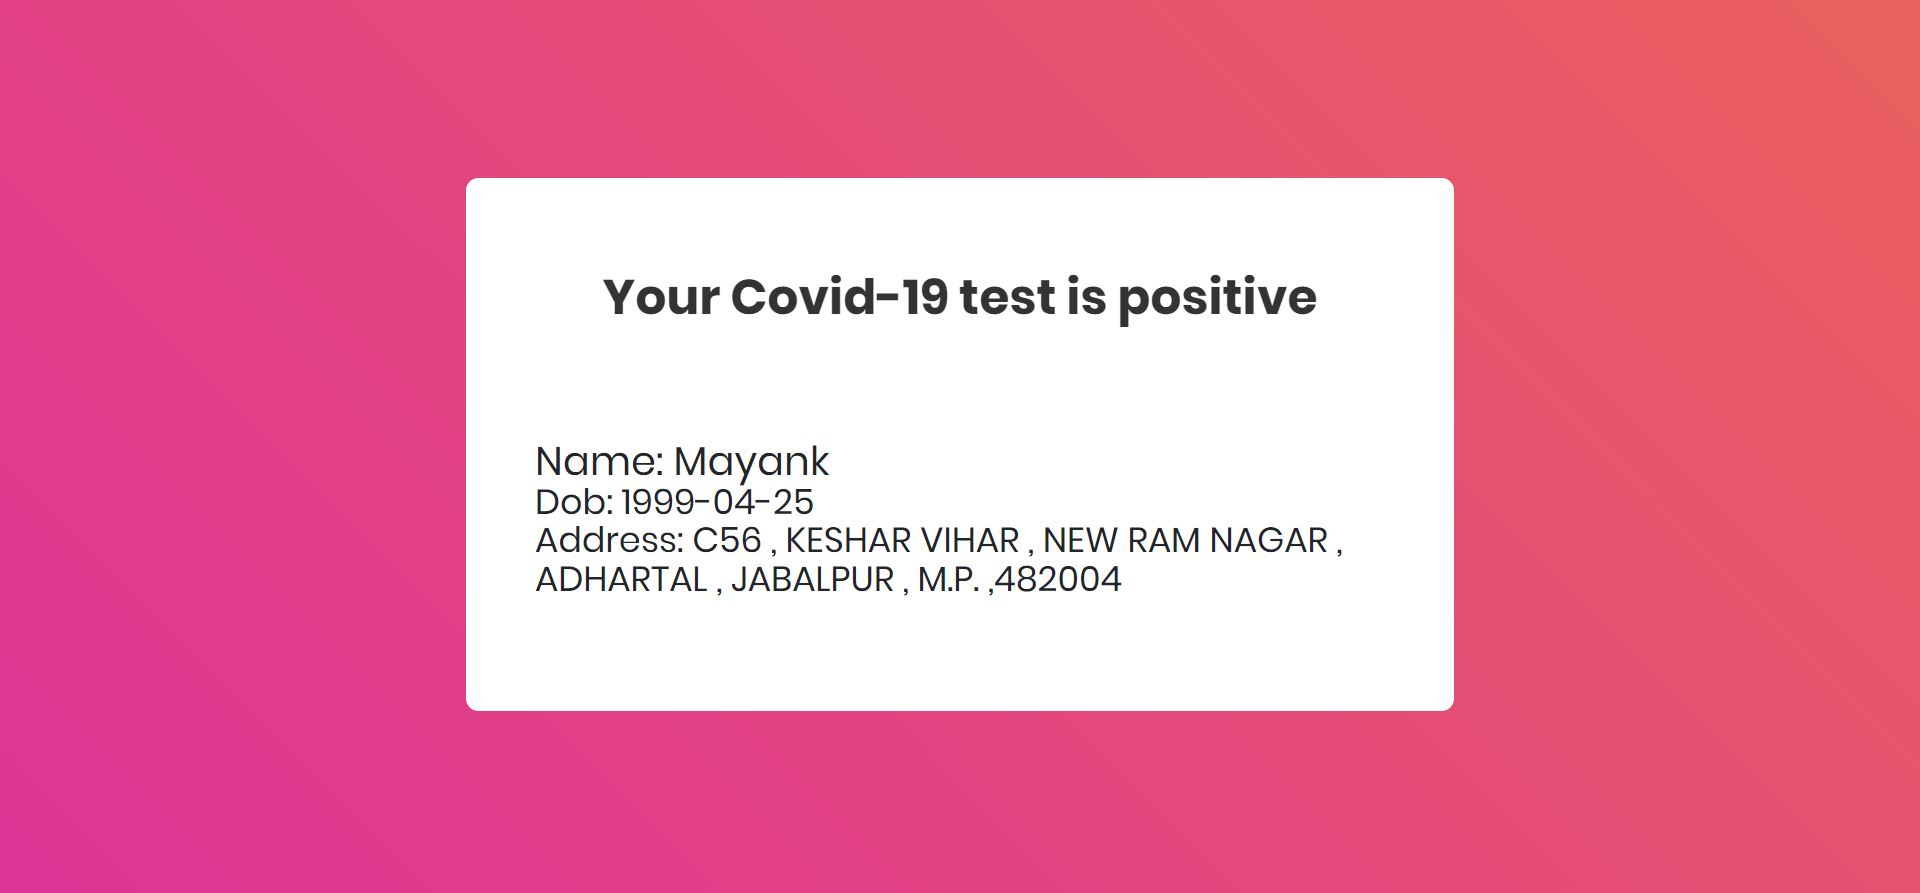 Your Covid-19 test is positive
Name: Mayank
Dob: 1999-04-25
Address: C56 , KESHAR VIHAR , NEW RAM NAGAR ,
ADHARTAL , JABALPUR , M.P. ,482004